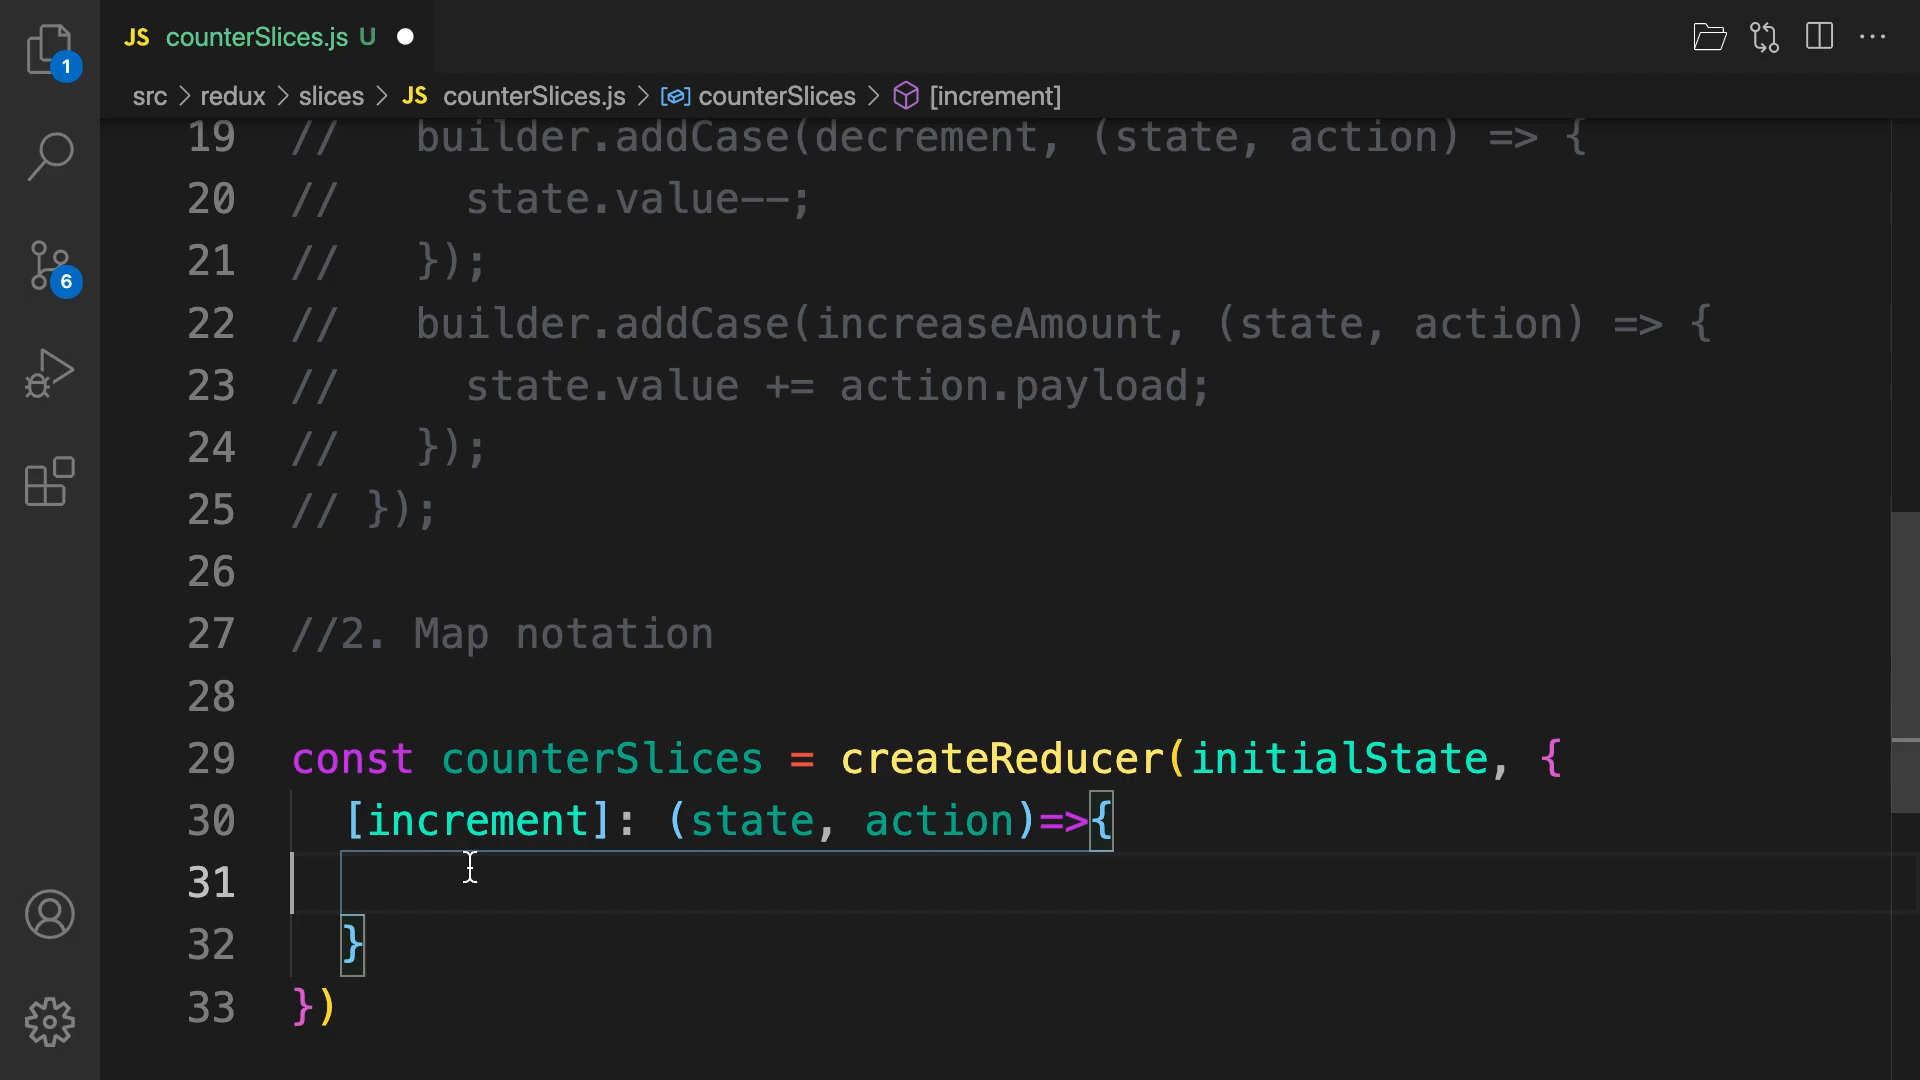 JS counterSlices.js U
1
src > redux > slices > JS counterSlices.js > counterSlices > [increment]
19 //   builder.addCase(decrement, (state, action) => {
20 //     state.value--;
6
21 //   });
22 //   builder.addCase(increaseAmount, (state, action) => {
23 //     state.value += action.payload;
24 //   });
25 // });
26
27 //2. Map notation
28
29 const counterSlices = createReducer(initialState, {
30   [increment]: (state, action)=>{
31
32   }
33 })